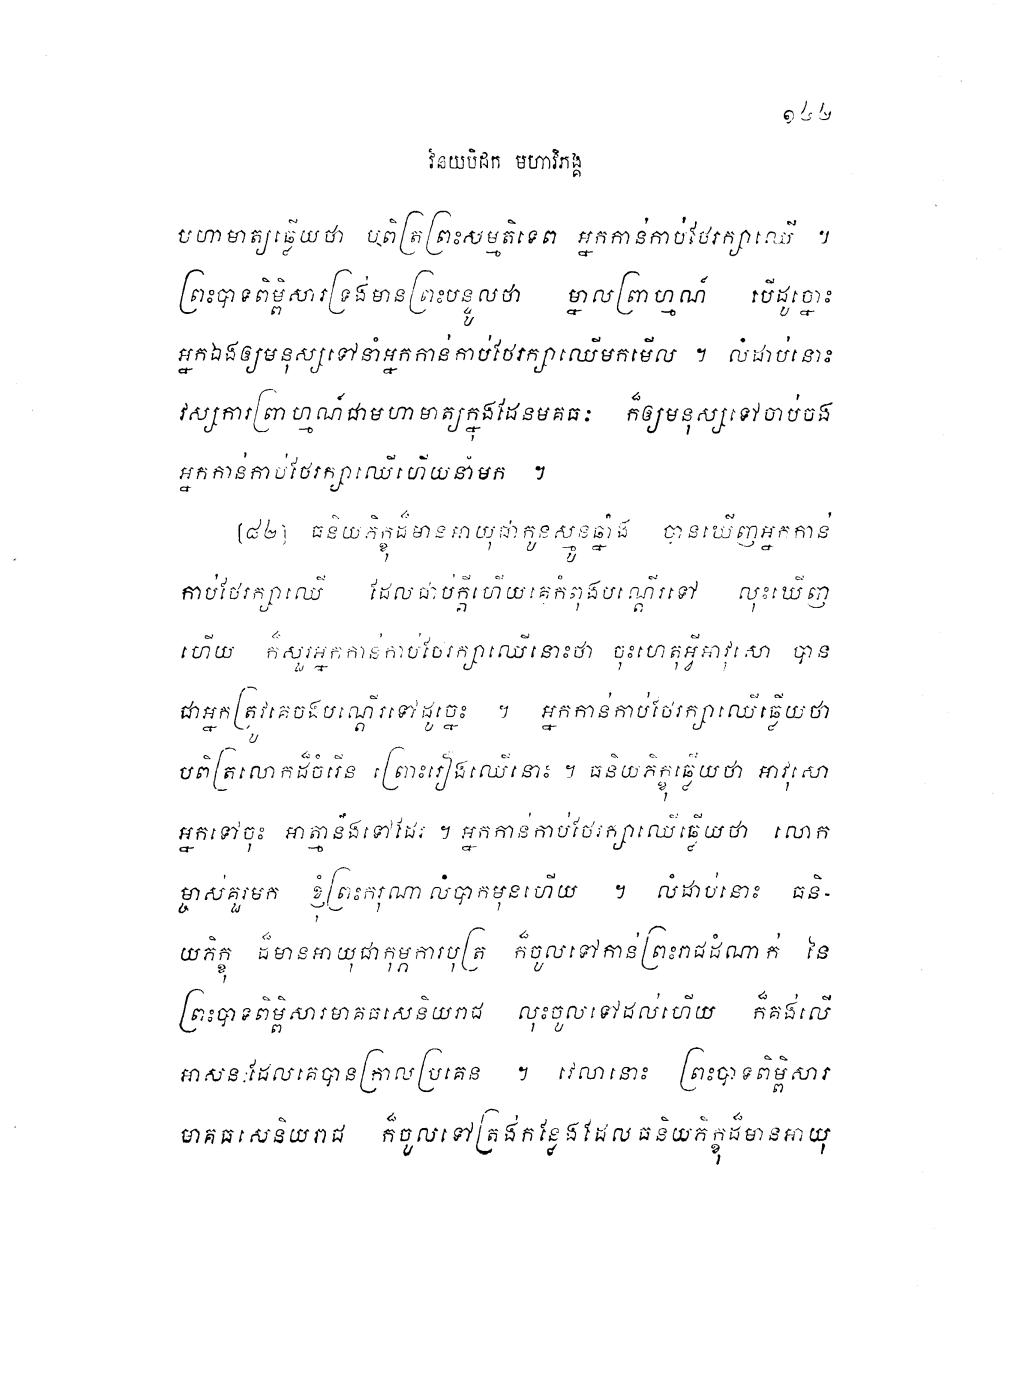 ១៤២
វិនយបិដក មហាវិភង្គ
បហាមាត្យឆ្លើយថា បពិត្រព្រះសម្មតិទេព អ្នកកាន់កាប់ថែរក្សាឈើ ។
ព្រះបាទពិម្ពិសារទ្រង់មានព្រះបន្ទូលថា ម្នាលព្រាហ្មណ៍ បើដូច្នោះ
អ្នកឯងឲ្យមនុស្សទៅនាំអ្នកកាន់កាប់ថែរក្សាឈើមកមើល ។ លំដាប់នោះ
វស្សការព្រាហ្មណ៍ជាមហាមាត្យក្នុងដែនមគធៈ ក៏ឲ្យមនុស្សទៅចាប់ចង
អ្នកកាន់កាប់ថែរក្សាឈើហើយនាំមក ។
[៨២] ធនិយភិក្ខុដ៏មានអាយុជាកូនស្មូនឆ្នាំង បានឃើញអ្នកកាន់
កាប់ថែរក្សាឈើ ដែលជាប់ក្តីហើយគេកំពុងបណ្តើរទៅ លុះឃើញ
ហើយ ក៏សួរអ្នកកាន់កាប់ថែរក្សាឈើនោះថា ចុះហេតុអ្វីអាវុសោ បាន
ជាអ្នកត្រូវគេចងបណ្តើរទៅដូច្នេះ ។ អ្នកកាន់កាប់ថែរក្សាឈើឆ្លើយថា
បពិត្រលោកដ៏ចំរើន ព្រោះរឿងឈើនោះ ។ ធនិយភិក្ខុឆ្លើយថា អាវុសោ
អ្នកទៅចុះ អាត្មានឹងទៅដែរ ។ អ្នកកាន់កាប់ថែរក្សាឈើឆ្លើយថា លោក
ម្ចាស់គួរមក ខ្ញុំព្រះករុណាលំបាកមុនហើយ ។ លំដាប់នោះ ធនិ-
យភិក្ខុ ដ៏មានអាយុជាកុម្ភការបុត្រ ក៏ចូលទៅកាន់ព្រះរាជដំណាក់ នៃ
ព្រះបាទពិម្ពិសារមាគធសេនិយរាជ លុះចូលទៅដល់ហើយ ក៏គង់លើ
អាសនៈដែលគេបានក្រាលប្រគេន ។ វេលានោះ ព្រះបាទពិម្ពិសារ
មាគធសេនិយរាជ ក៏ចូលទៅត្រង់កន្លែងដែលធនិយភិក្ខុដ៏មានអាយុ